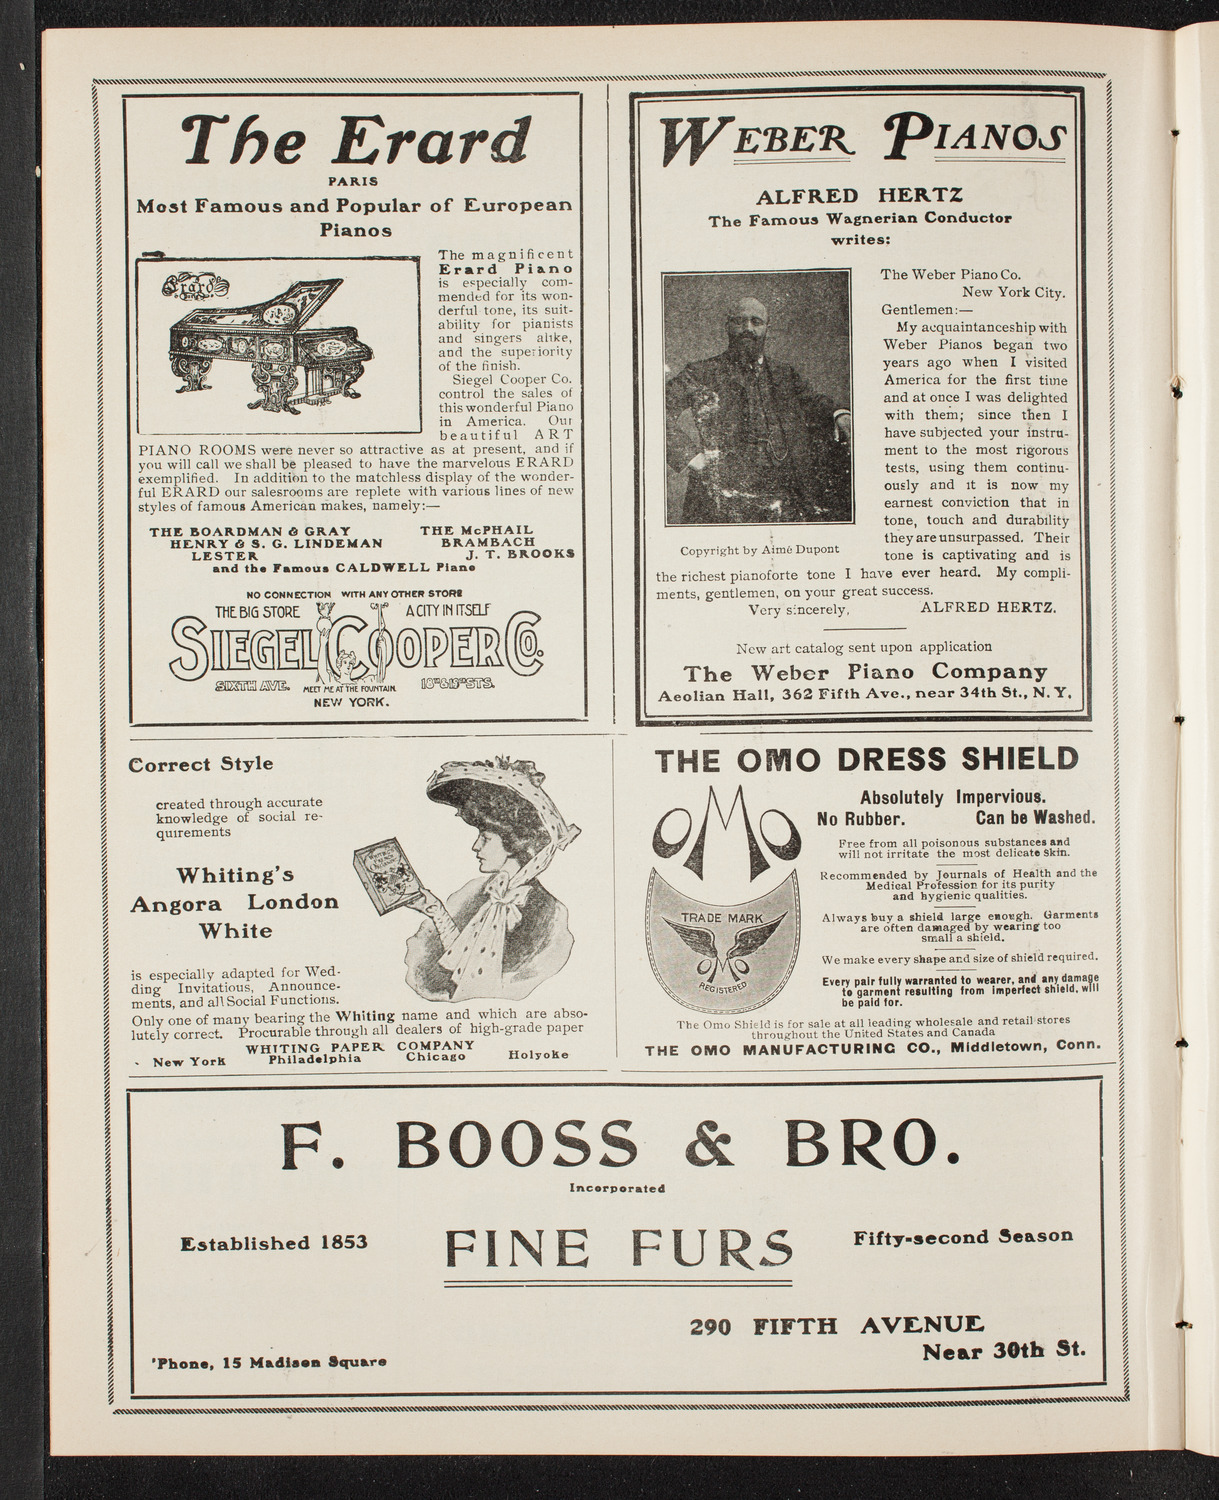 The Erard
PARIS
Most Famous and Popular of European
Pianos
Erard
The magnificent
Erard Piano
is especially com-
mended for its won-
derful tone, its suit-
ability for pianists
and singers alike,
and the superiority
of the finish.
Siegel Cooper Co.
control the sales of
this wonderful Piano
in America. Our
beautiful ART
PIANO ROOMS were never so attractive as at present, and if
you will call we shall be pleased to have the marvelous ERARD
exemplified. In addition to the matchless display of the wonder-
ful ERARD our salesrooms are replete with various lines of new
styles of famous American makes, namely:—
THE BOARDMAN & GRAY THE McPHAIL
HENRY & S. G. LINDEMAN BRAMBACH
LESTER J. T. BROOKS
and the Famous CALDWELL Piano
NO CONNECTION WITH ANY OTHER STORE
THE BIG STORE A CITY IN ITSELF
SIEGEL COOPER CO.
SIXTH AVE. MEET ME AT THE FOUNTAIN. 18TH & 19TH STS.
NEW YORK.
WEBER PIANOS
ALFRED HERTZ
The Famous Wagnerian Conductor
writes:
The Weber Piano Co.
New York City.
Gentlemen:—
My acquaintanceship with
Weber Pianos began two
years ago when I visited
America for the first time
and at once I was delighted
with them; since then I
have subjected your instru-
ment to the most rigorous
tests, using them continu-
ously and it is now my
earnest conviction that in
tone, touch and durability
they are unsurpassed. Their
tone is captivating and is
Copyright by Aimé Dupont
the richest pianoforte tone I have ever heard. My compli-
ments, gentlemen, on your great success.
Very sincerely, ALFRED HERTZ.
New art catalog sent upon application
The Weber Piano Company
Aeolian Hall, 362 Fifth Ave., near 34th St., N. Y.
Correct Style
created through accurate
knowledge of social re-
quirements
Whiting's
Angora London
White
is especially adapted for Wed-
ding Invitatious, Announce-
ments, and all Social Functions.
Only one of many bearing the Whiting name and which are abso-
lutely correct. Procurable through all dealers of high-grade paper
WHITING PAPER COMPANY
New York Philadelphia Chicago Holyoke
THE OMO DRESS SHIELD
OMO
TRADE MARK
OMO
REGISTERED
Absolutely Impervious.
No Rubber. Can be Washed.
Free from all poisonous substances and
will not irritate the most delicate skin.
Recommended by Journals of Health and the
Medical Profession for its purity
and hygienic qualities.
Always buy a shield large enough. Garments
are often damaged by wearing too
small a shield.
We make every shape and size of shield required.
Every pair fully warranted to wearer, and any damage
to garment resulting from imperfect shield, will
be paid for.
The Omo Shield is for sale at all leading wholesale and retail stores
throughout the United States and Canada
THE OMO MANUFACTURING CO., Middletown, Conn.
F. BOOSS & BRO.
Incorporated
Established 1853 FINE FURS Fifty-second Season
290 FIFTH AVENUE
Near 30th St.
'Phone, 15 Madison Square